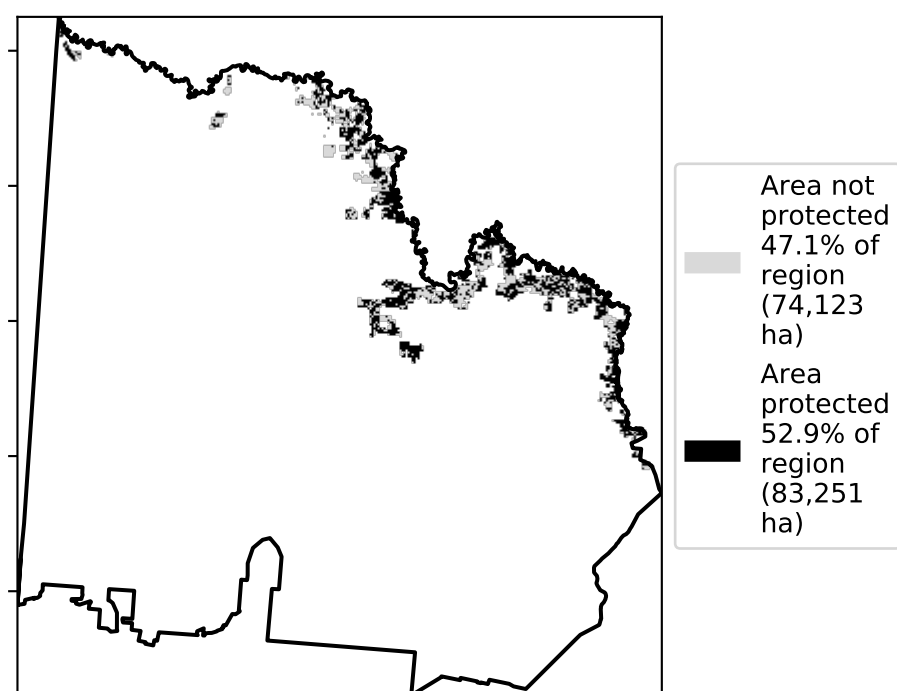 Area not
protected
47.1% of
region
(74,123
ha)
Area
protected
52.9% of
region
(83,251
ha)